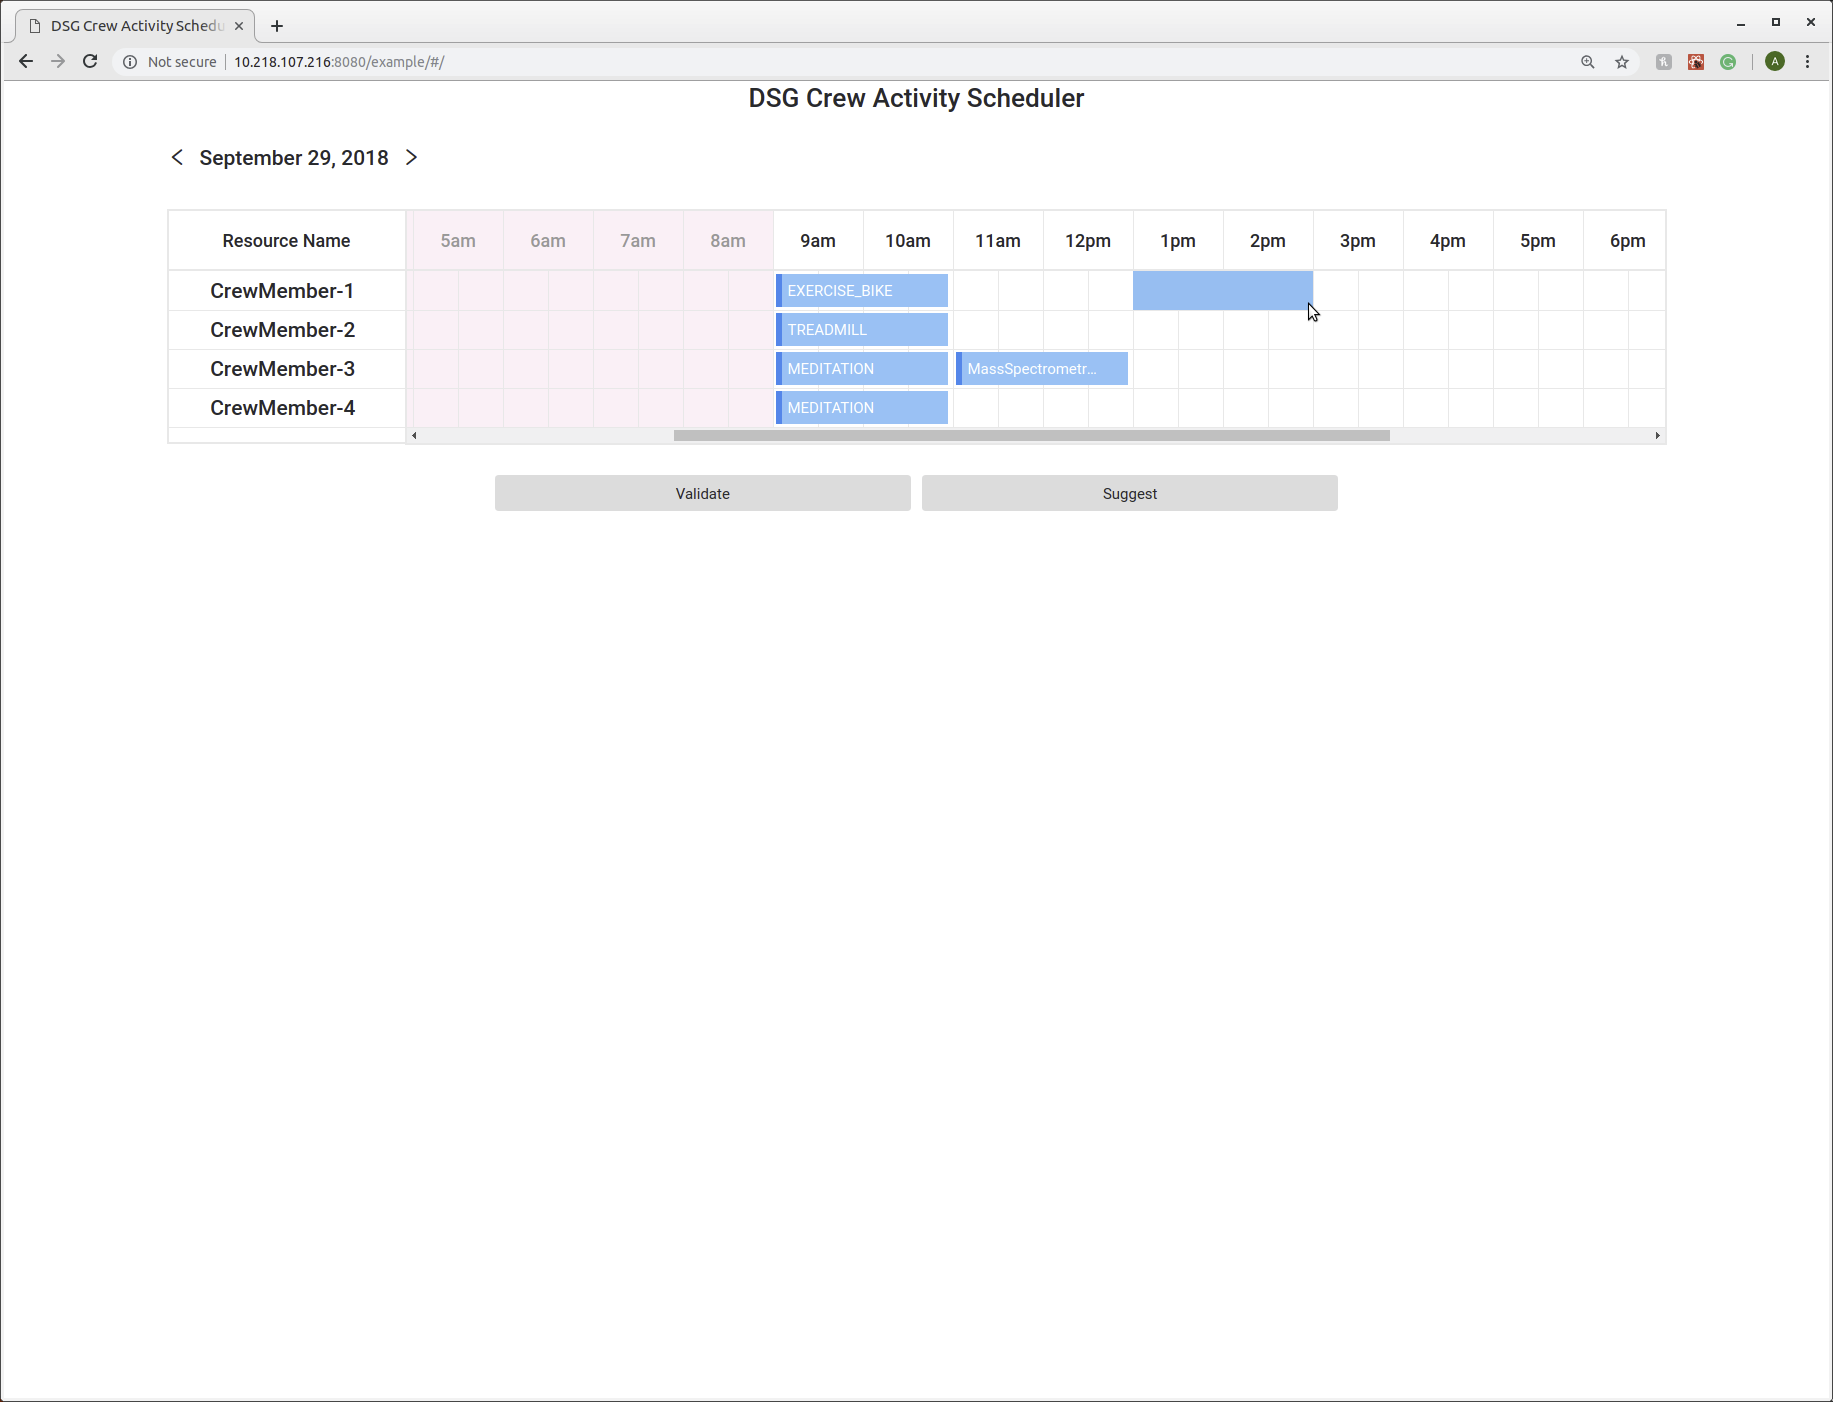 DSG Crew Activity Schedu
Not secure 10.218.107.216:8080/example/#/
A
DSG Crew Activity Scheduler
September 29, 2018
Resource Name 5am 6am 7am 8am 9am 10am 11am 12pm 1pm 2pm 3pm 4pm 5pm 6pm
CrewMember-1 EXERCISE_BIKE
CrewMember-2 TREADMILL
CrewMember-3 MEDITATION MassSpectrometr...
CrewMember-4 MEDITATION
Validate Suggest